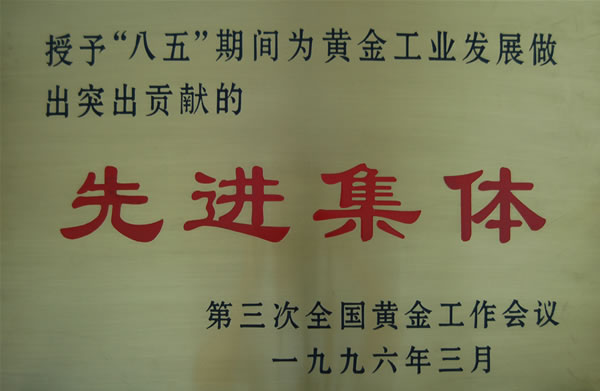 授予“八五”期间为黄金工业发展做
出突出贡献的
先进集体
第三次全国黄金工作会议
一九九六年三月